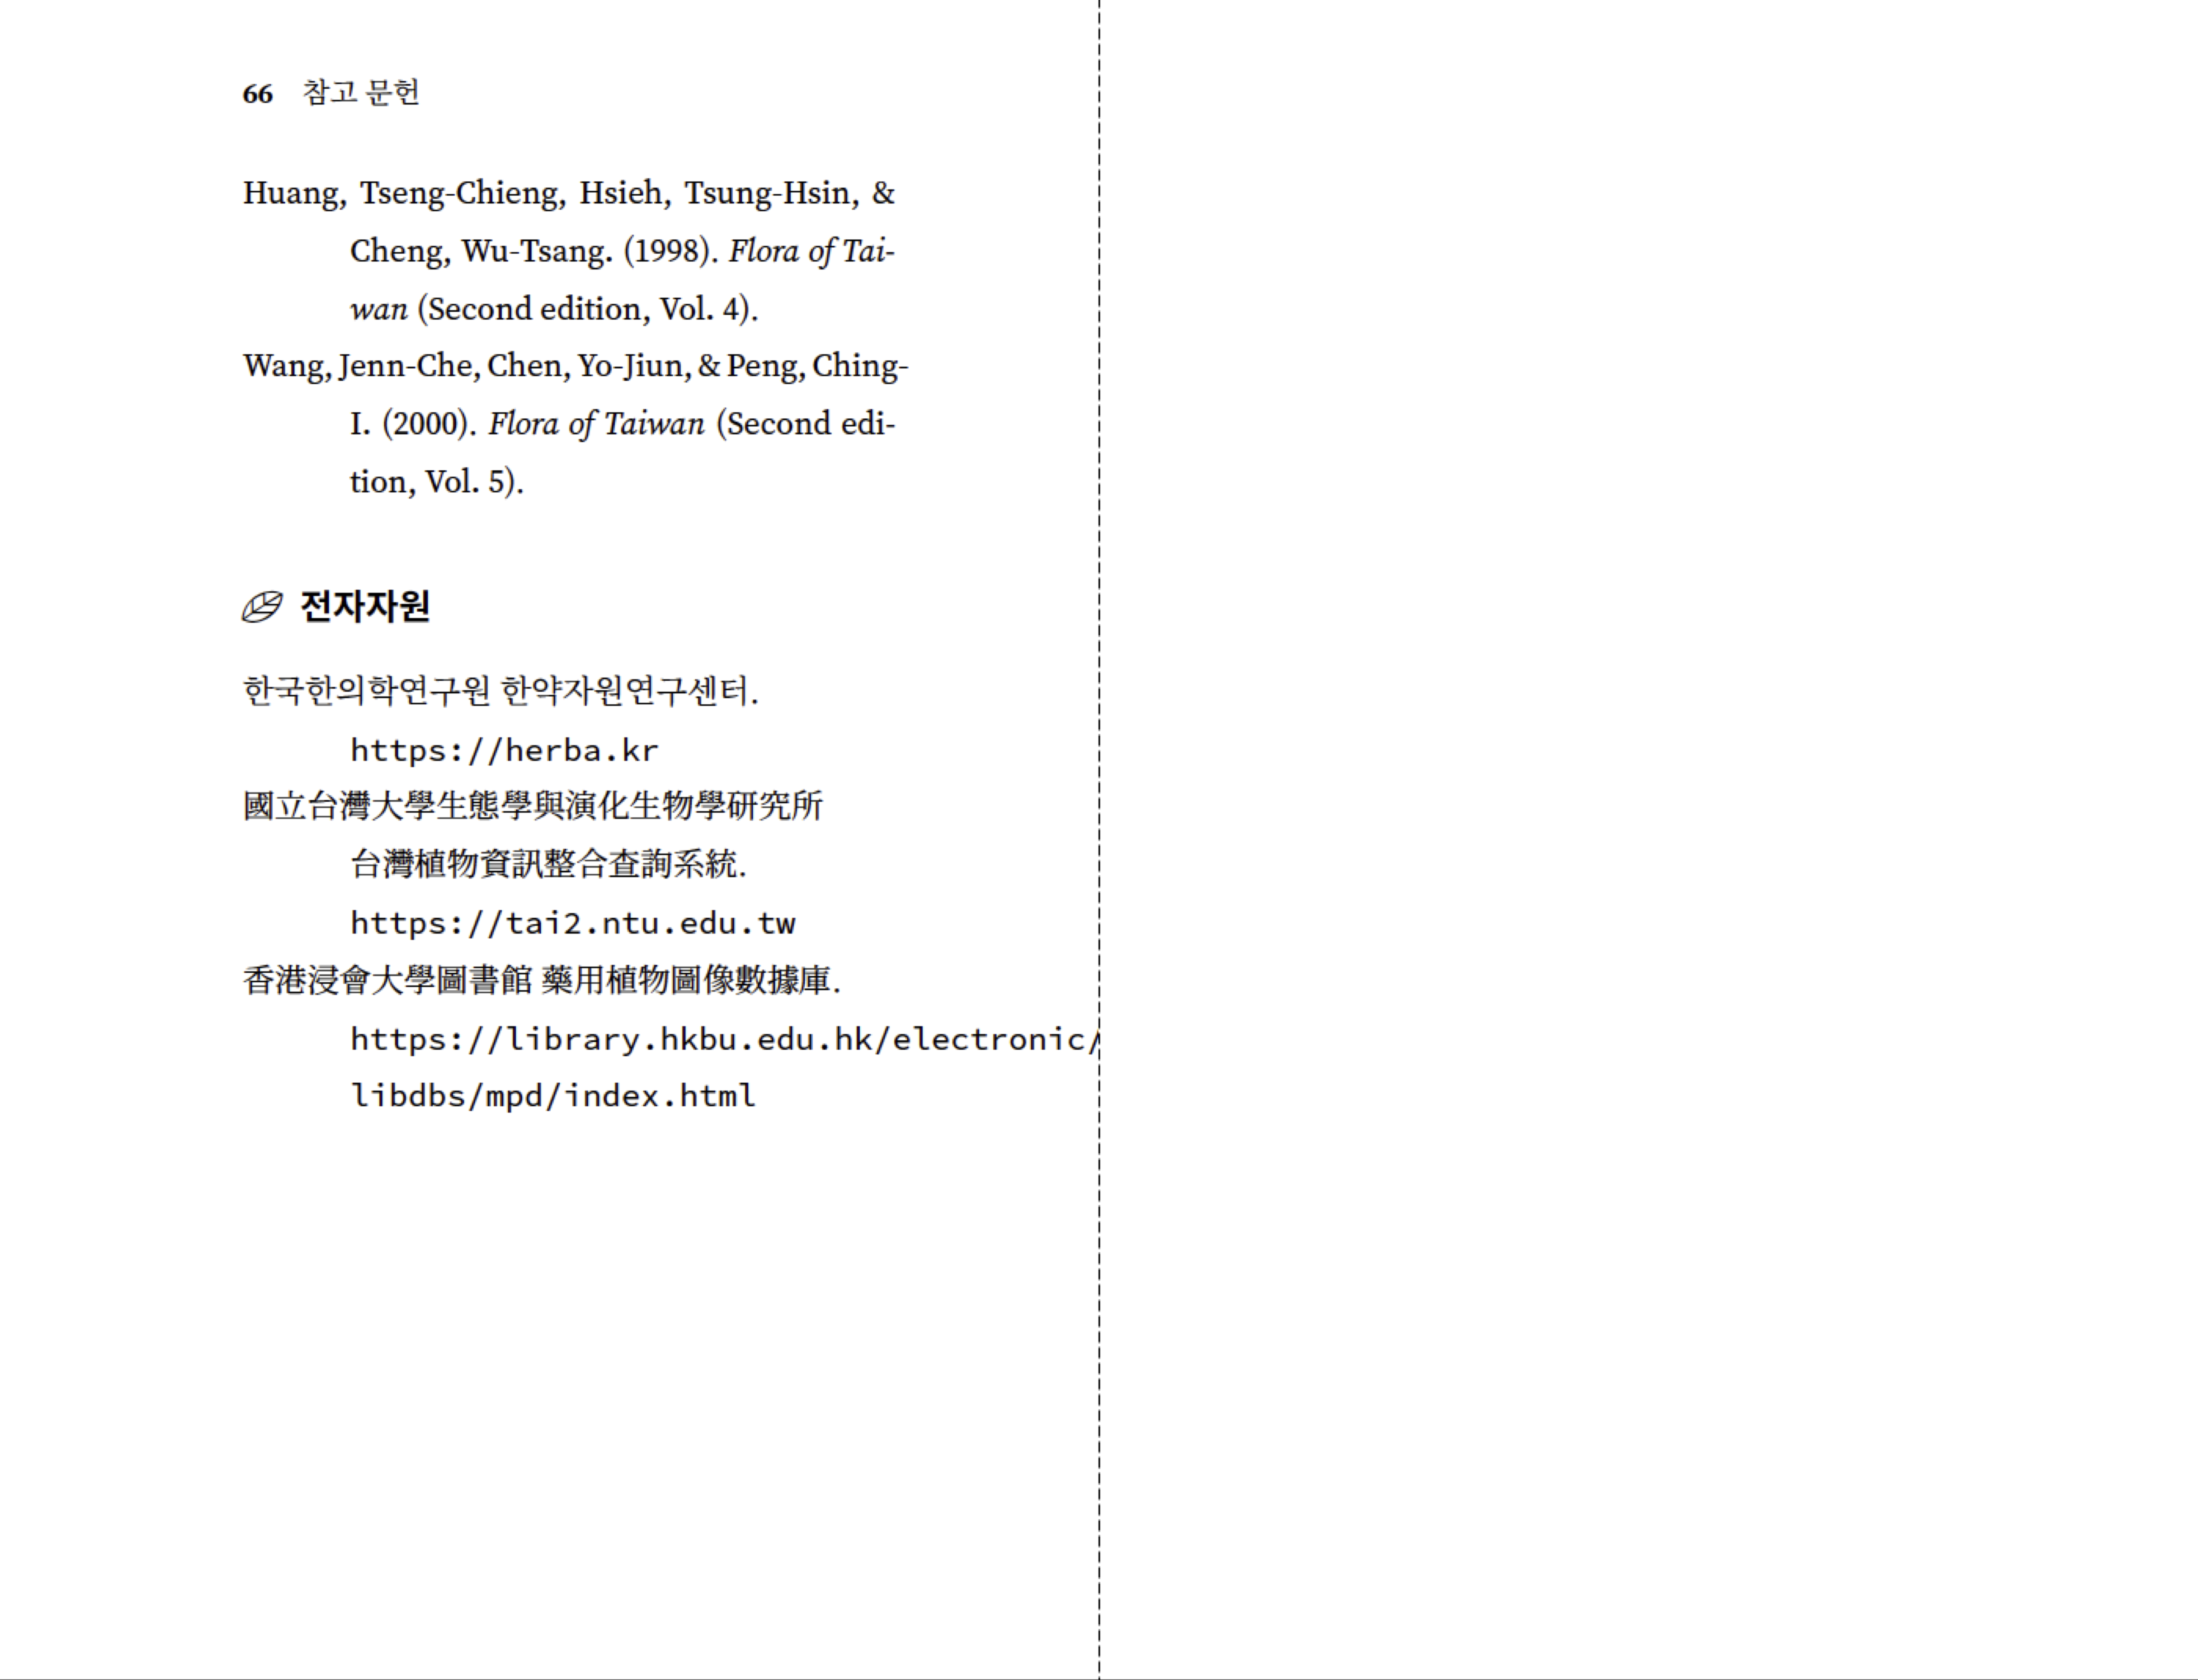 66 참고 문헌
Huang, Tseng-Chieng, Hsieh, Tsung-Hsin, &
Cheng, Wu-Tsang. (1998). Flora of Tai-
wan (Second edition, Vol. 4).
Wang, Jenn-Che, Chen, Yo-Jiun, & Peng, Ching-
I. (2000). Flora of Taiwan (Second edi-
tion, Vol. 5).
전자자원
한국한의학연구원 한약자원연구센터.
https://herba.kr
國立台灣大學生態學與演化生物學研究所
台灣植物資訊整合查詢系統.
https://tai2.ntu.edu.tw
香港浸會大學圖書館 藥用植物圖像數據庫.
https://library.hkbu.edu.hk/electronic/
libdbs/mpd/index.html